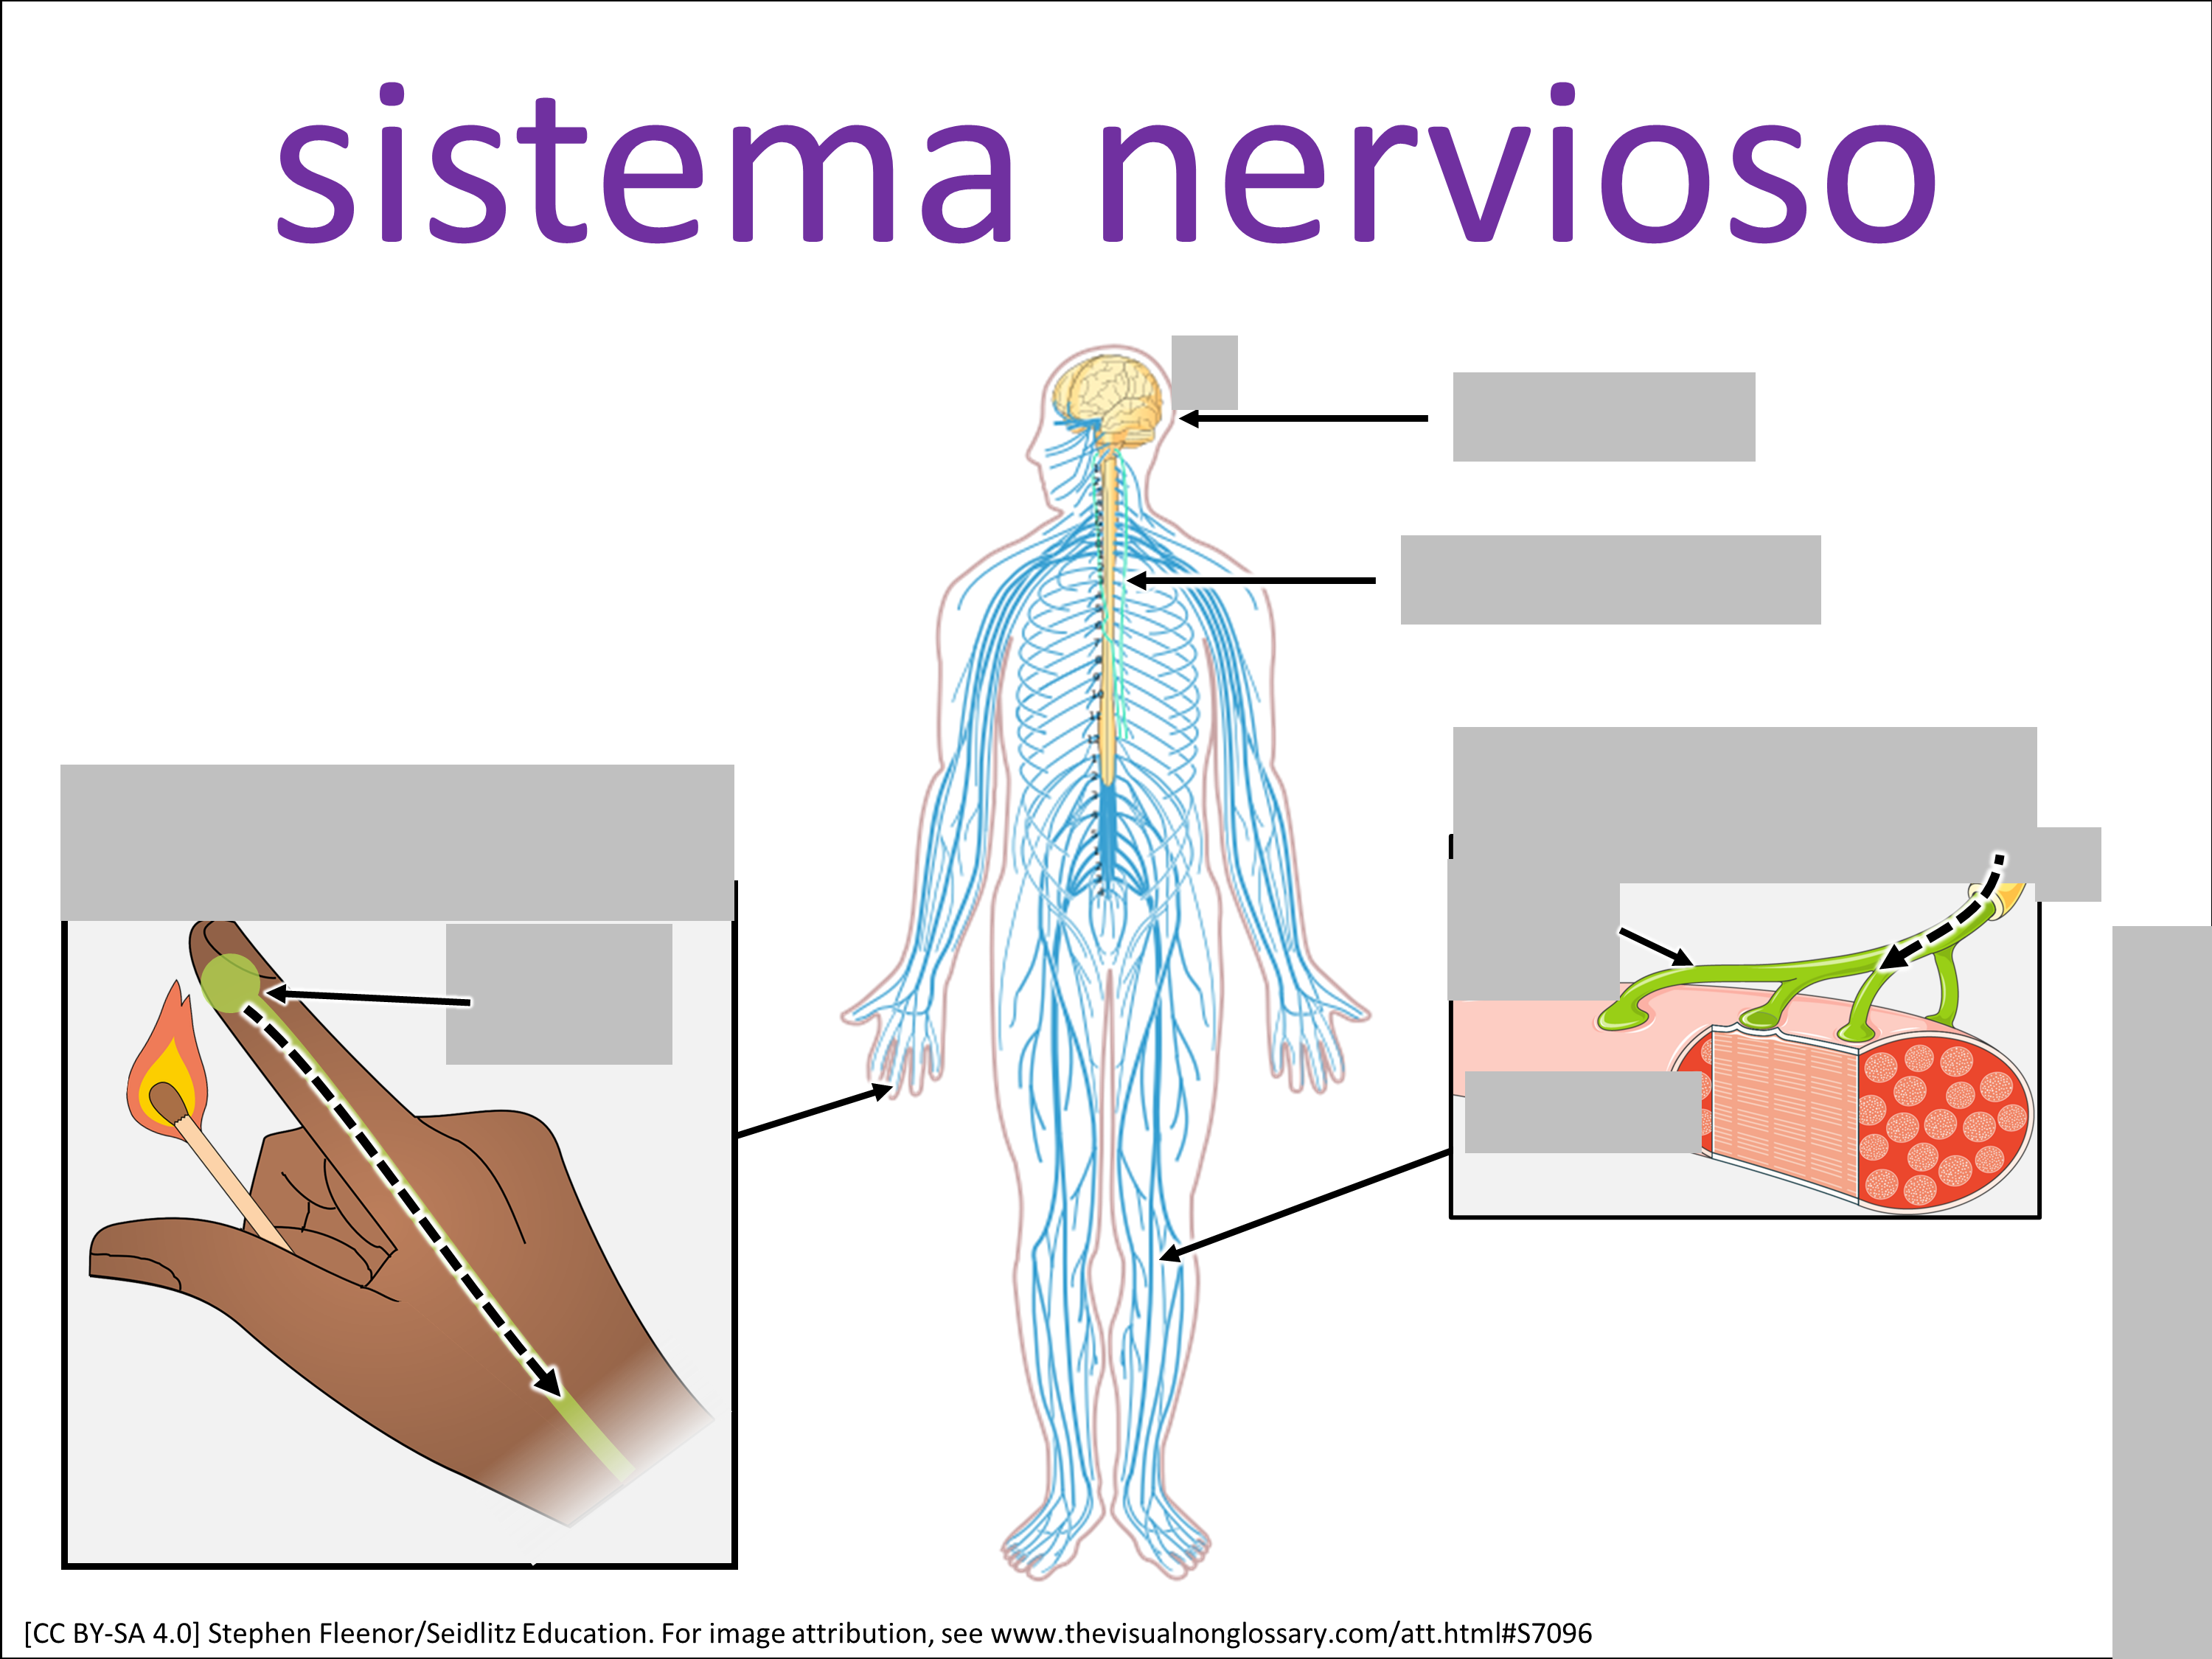 sistema nervioso
[CC BY-SA 4.0] Stephen Fleenor/Seidlitz Education. For image attribution, see www.thevisualnonglossary.com/att.html#S7096